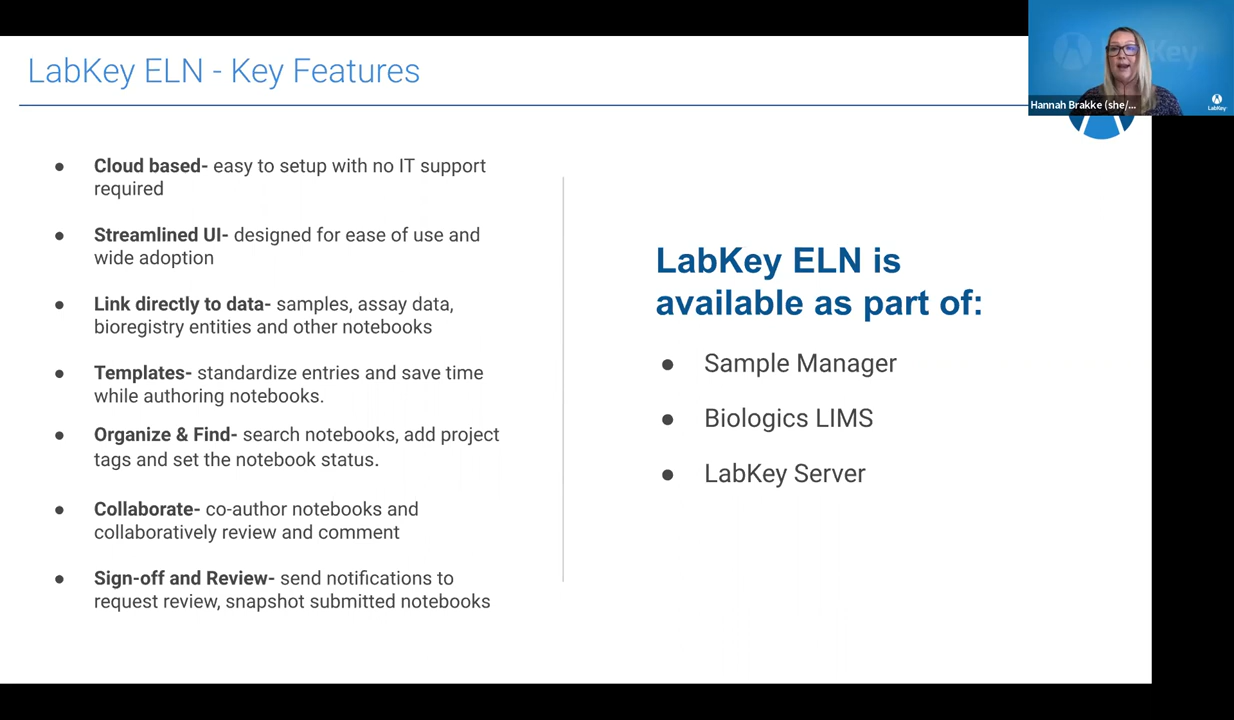 LabKey ELN - Key Features
Key
Hannah Brakke (she/...
LabKey
● Cloud based- easy to setup with no IT support
required
● Streamlined UI- designed for ease of use and
wide adoption
● Link directly to data- samples, assay data,
bioregistry entities and other notebooks
● Templates- standardize entries and save time
while authoring notebooks.
● Organize & Find- search notebooks, add project
tags and set the notebook status.
● Collaborate- co-author notebooks and
collaboratively review and comment
● Sign-off and Review- send notifications to
request review, snapshot submitted notebooks
LabKey ELN is
available as part of:
● Sample Manager
● Biologics LIMS
● LabKey Server